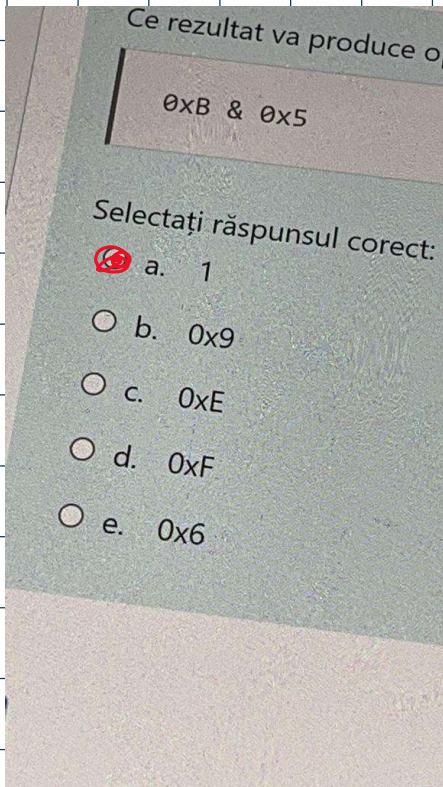 Ce rezultat va produce o
0xB & 0x5
Selectați răspunsul corect:
a. 1
b. 0x9
c. 0xE
d. 0xF
e. 0x6